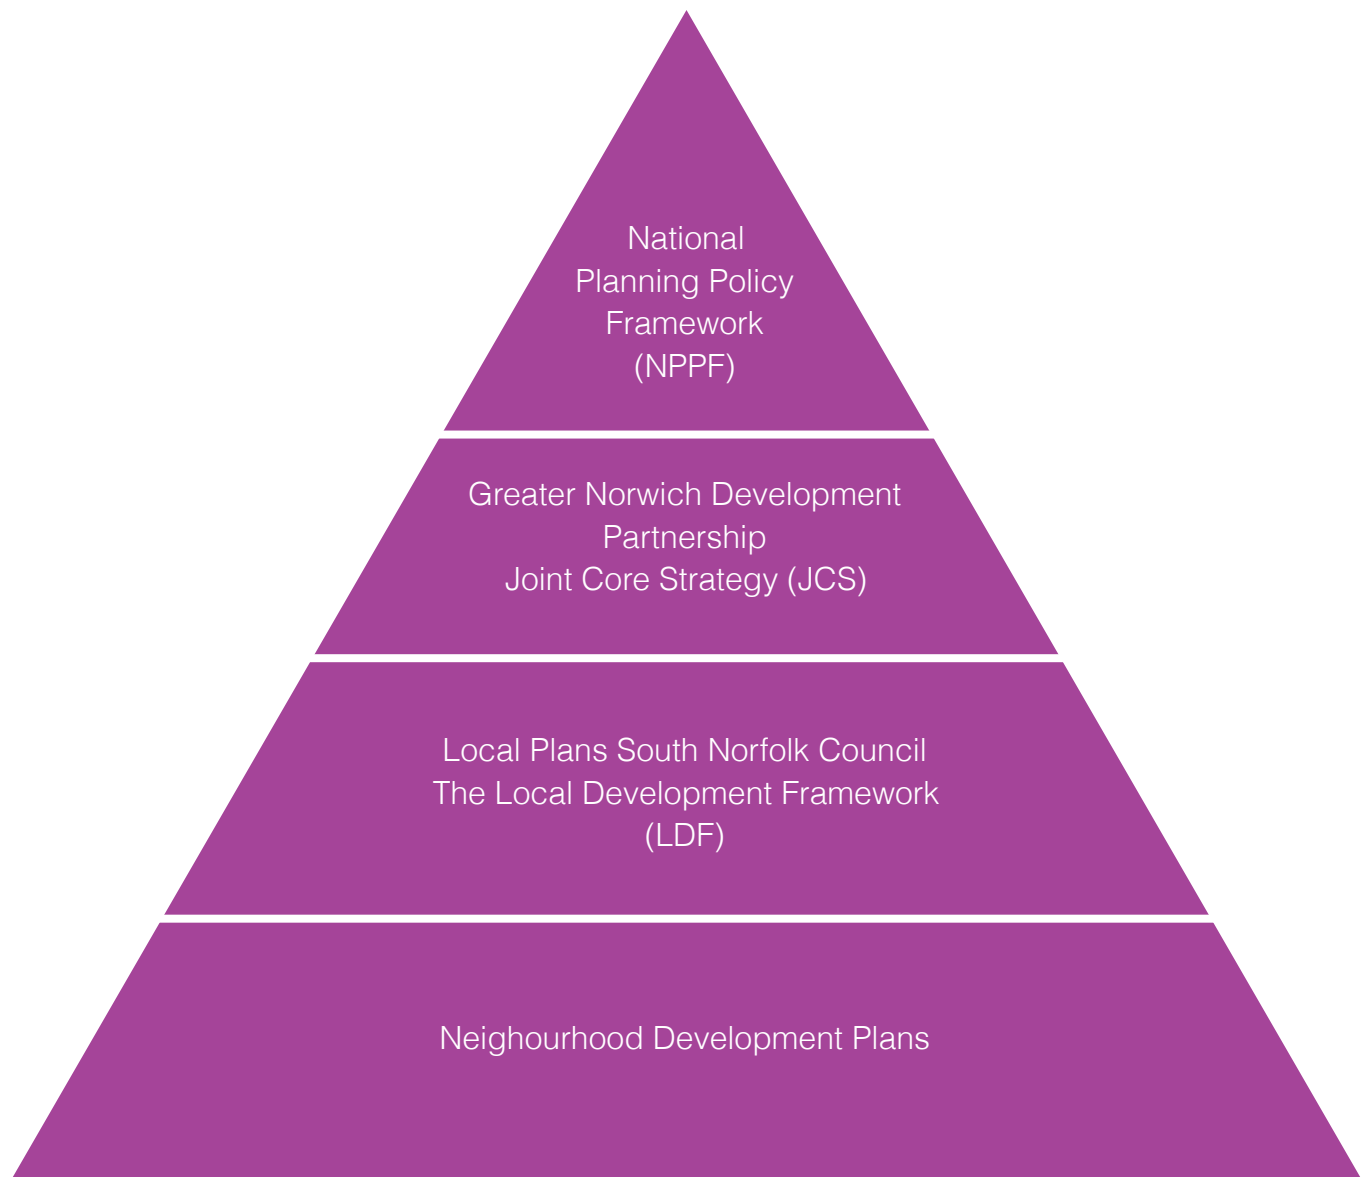 National
Planning Policy
Framework
(NPPF)
Greater Norwich Development
Partnership
Joint Core Strategy (JCS)
Local Plans South Norfolk Council
The Local Development Framework
(LDF)
Neighourhood Development Plans